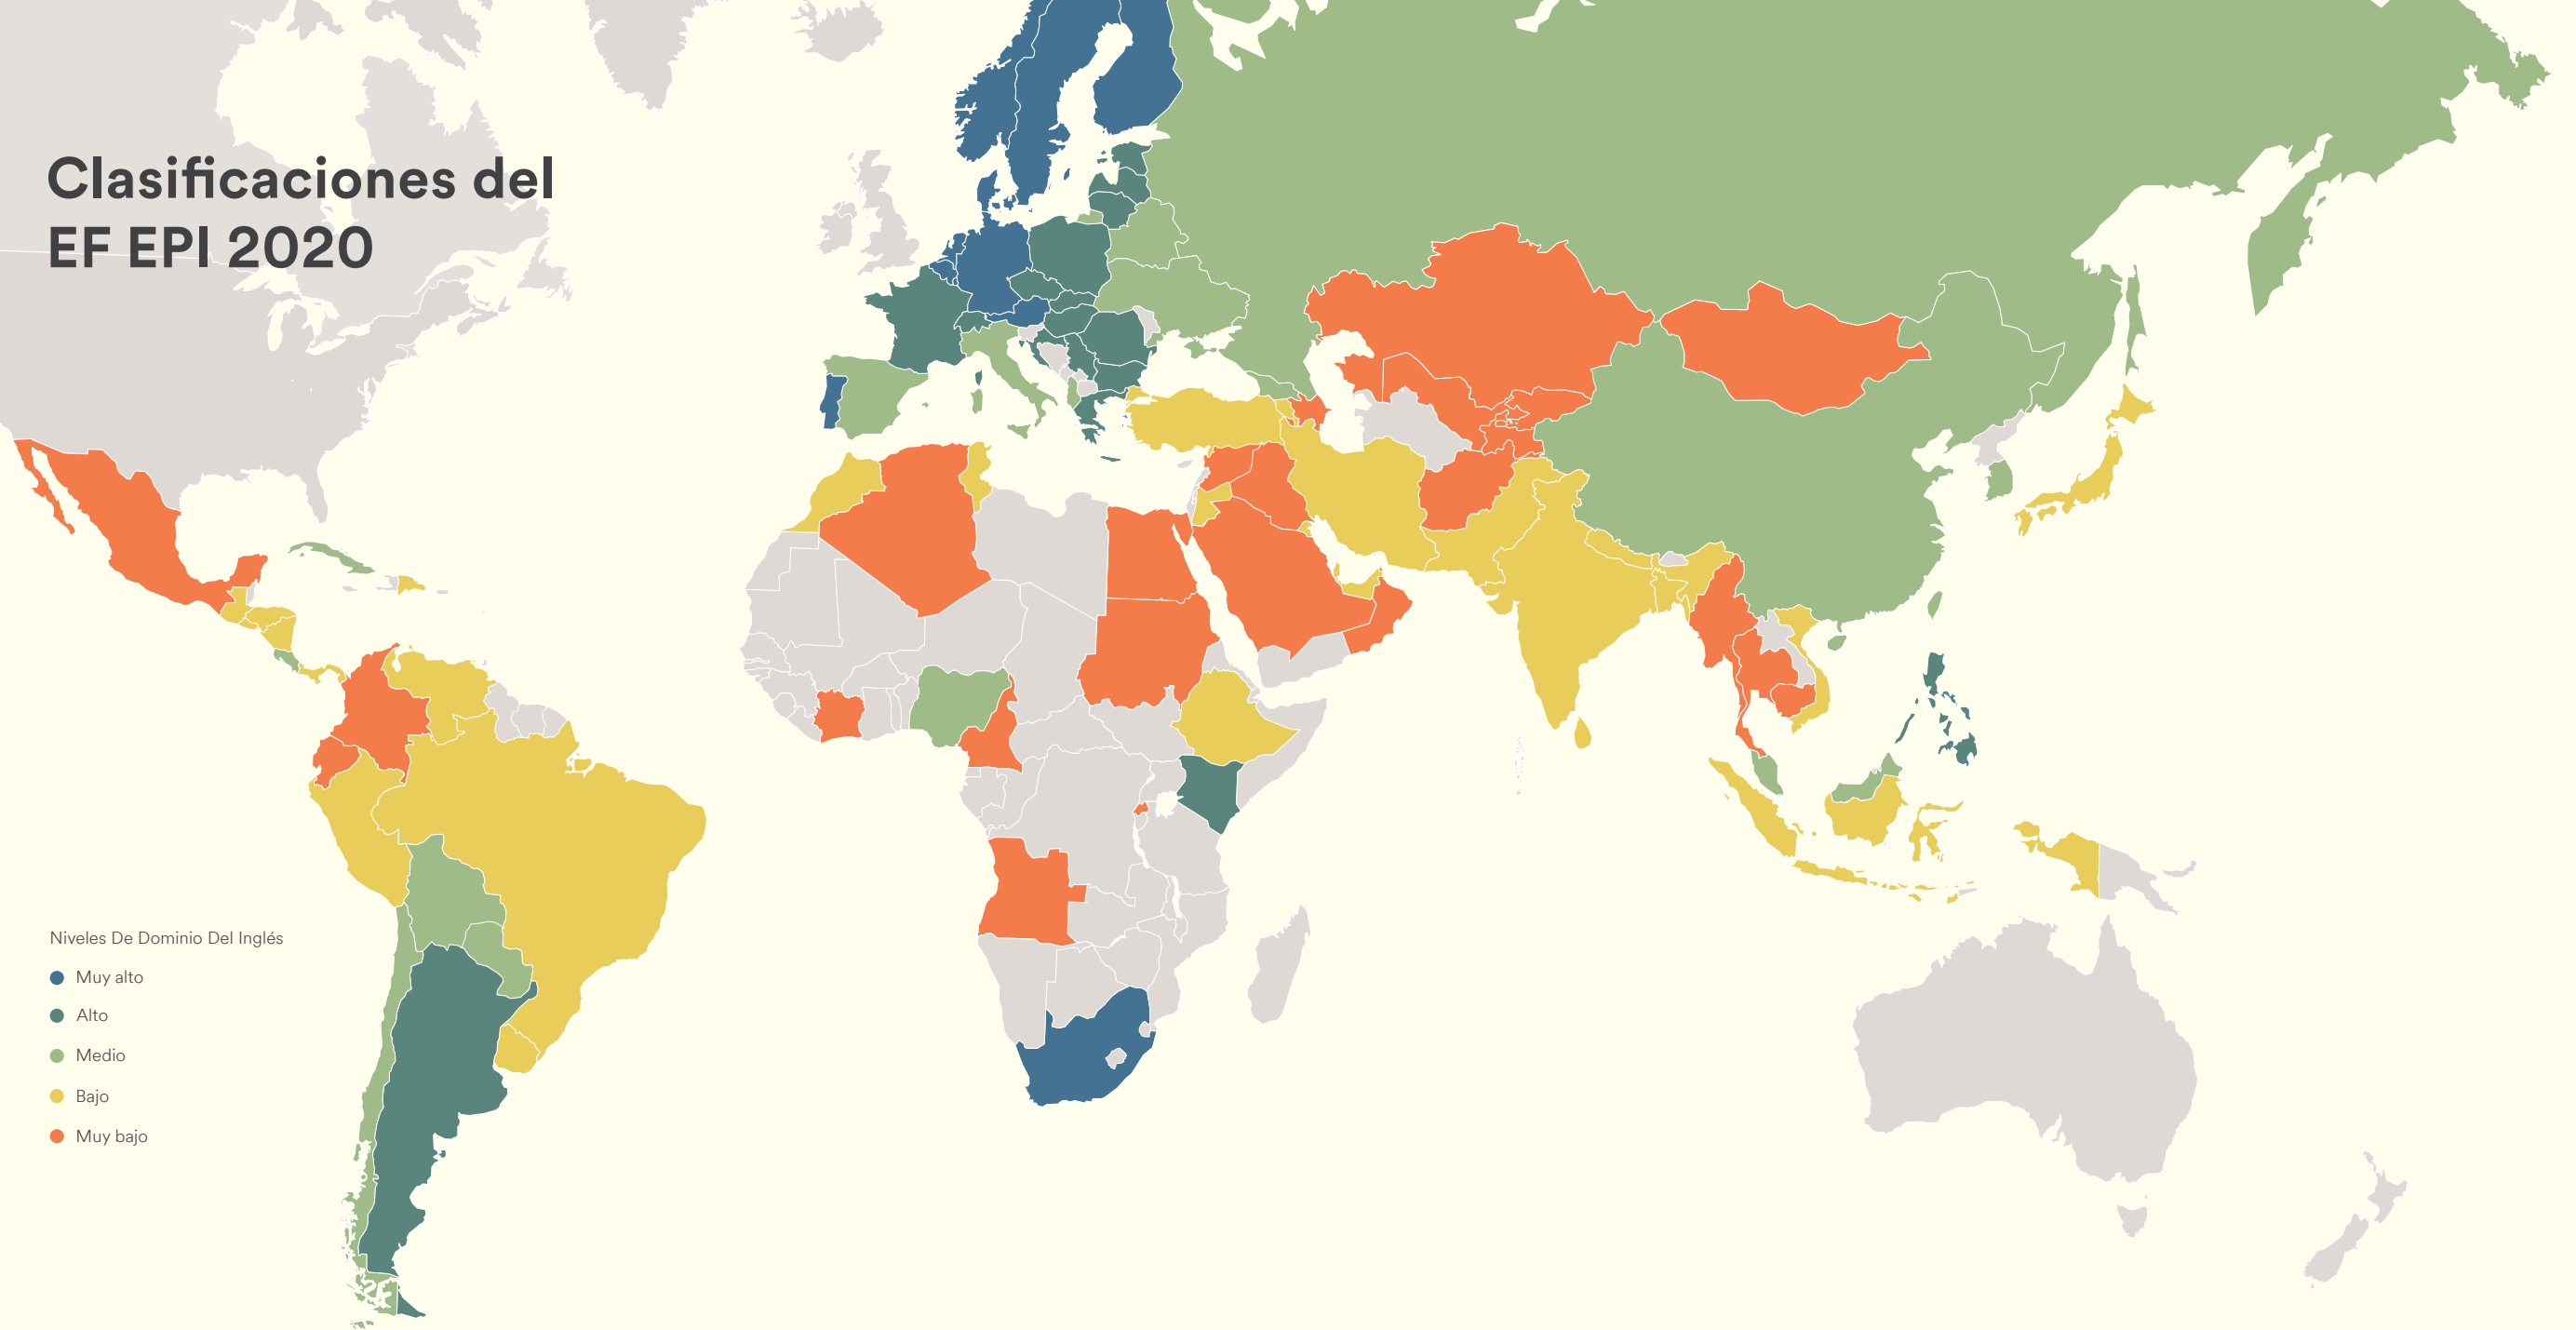 Clasificaciones del
EF EPI 2020
Niveles De Dominio Del Inglés
Muy alto
Alto
Medio
Bajo
Muy bajo